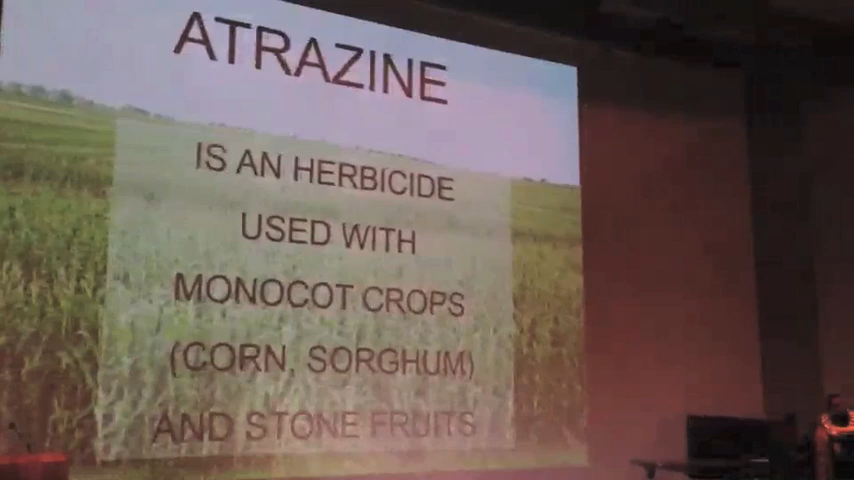 ATRAZINE
IS AN HERBICIDE
USED WITH
MONOCOT CROPS
(CORN, SORGHUM)
AND STONE FRUITS